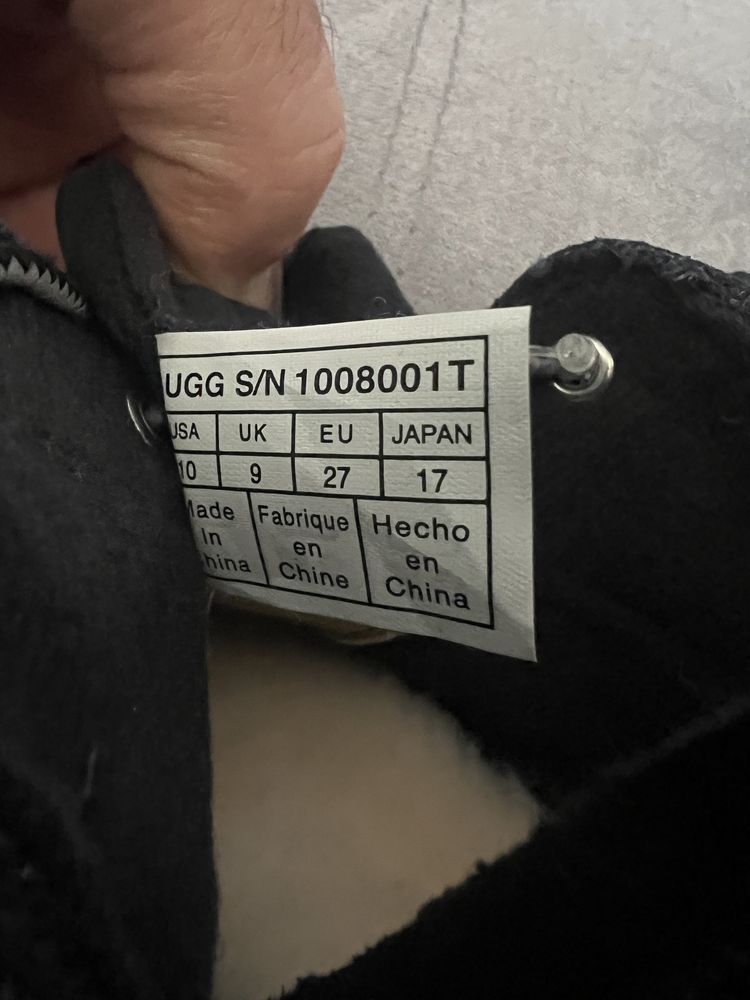 UGG S/N 1008001T
USA UK EU JAPAN
10 9 27 17
Made Fabrique Hecho
In en en
China Chine China